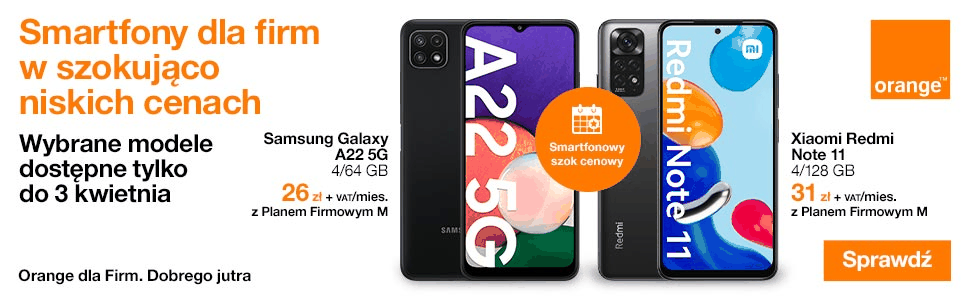 Smartfony dla firm
w szokująco
niskich cenach
Wybrane modele
dostępne tylko
do 3 kwietnia
Orange dla Firm. Dobrego jutra
Samsung Galaxy
A22 5G
4/64 GB
26 zł + VAT/mies.
z Planem Firmowym M
SAMS
A22 5G
Smartfonowy
szok cenowy
Redmi
Redmi Note 11
mi
orange™
Xiaomi Redmi
Note 11
4/128 GB
31 zł + VAT/mies.
z Planem Firmowym M
Sprawdź